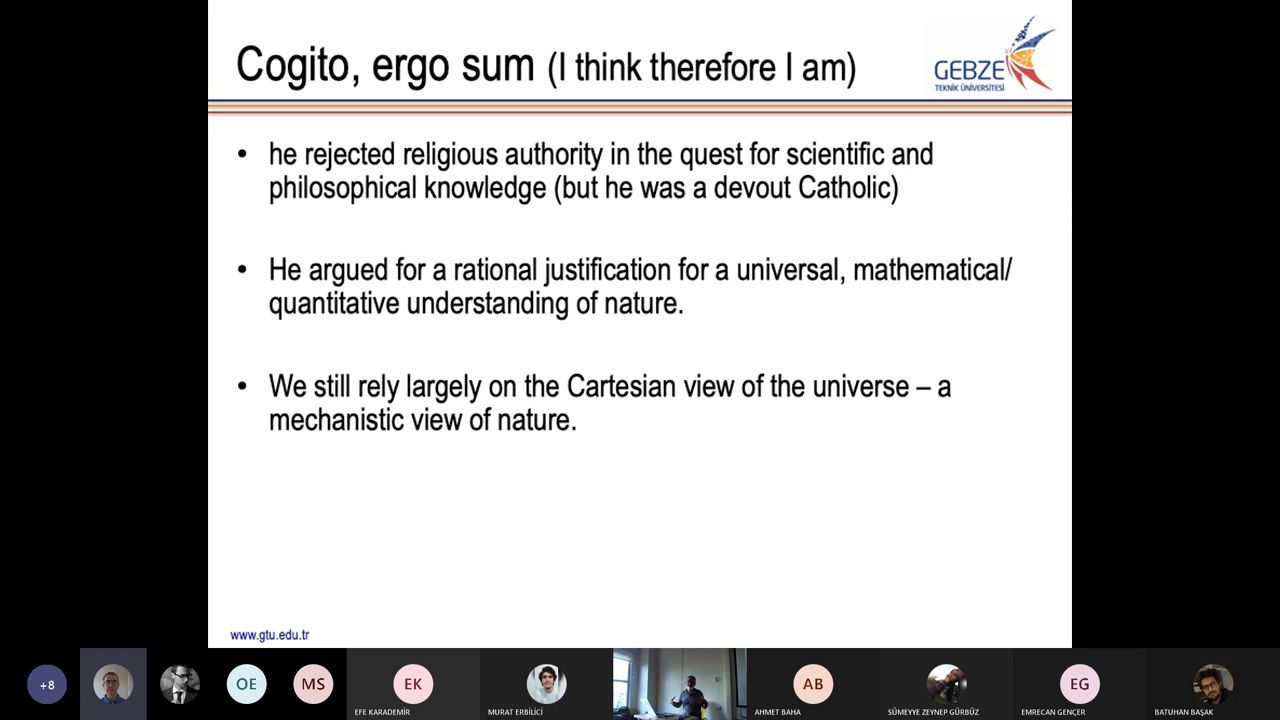 Cogito, ergo sum (I think therefore I am)
GEBZE
TEKNİK ÜNİVERSİTESİ
• he rejected religious authority in the quest for scientific and
philosophical knowledge (but he was a devout Catholic)
• He argued for a rational justification for a universal, mathematical/
quantitative understanding of nature.
• We still rely largely on the Cartesian view of the universe – a
mechanistic view of nature.
www.gtu.edu.tr
+8
OE
MS
EK
AB
EG
EFE KARADEMİR
MURAT ERBİLİCİ
AHMET BAHA
SÜMEYYE ZEYNEP GÜRBÜZ
EMRECAN GENÇER
BATUHAN BAŞAK